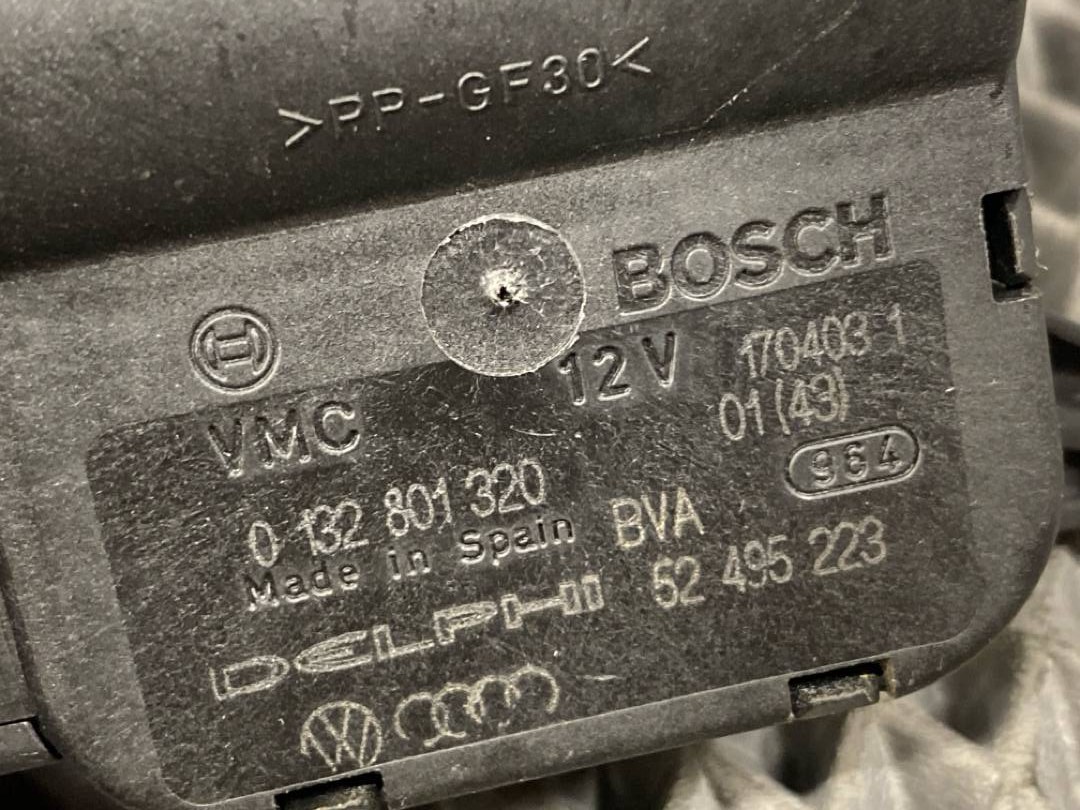 >PP-GF30<
BOSCH
VMC 12V 170403 1
01 (43)
964
0 132 801 320
Made in Spain BVA
DELPHI 52 495 223